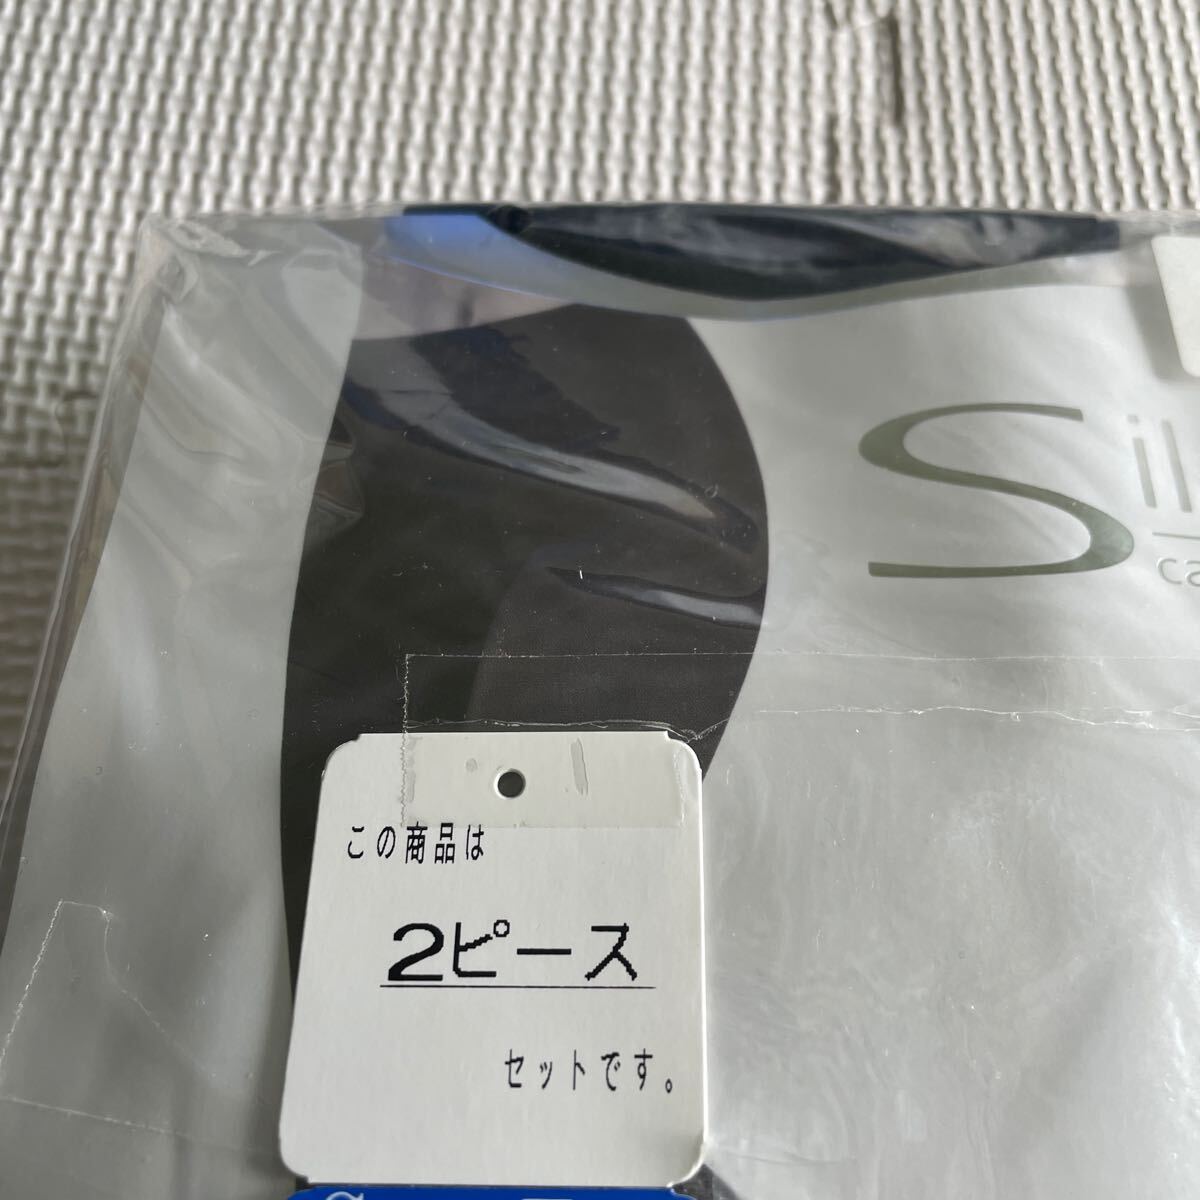 Sil
ca
この商品は
2ピース
セットです。